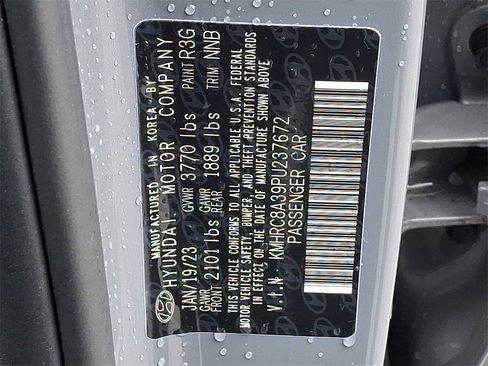 MANUFACTURED IN KOREA BY
HYUNDAI MOTOR COMPANY
JAN/19/23 GVWR 3770 lbs PAINT R3G
GAWR FRONT 2101 lbs GAWR REAR 1889 lbs TRIM NNB
THIS VEHICLE CONFORMS TO ALL APPLICABLE U.S.A. FEDERAL
MOTOR VEHICLE SAFETY, BUMPER, AND THEFT PREVENTION STANDARDS
IN EFFECT ON THE DATE OF MANUFACTURE SHOWN ABOVE
V.I.N KMHRC8A39PU237672
PASSENGER CAR